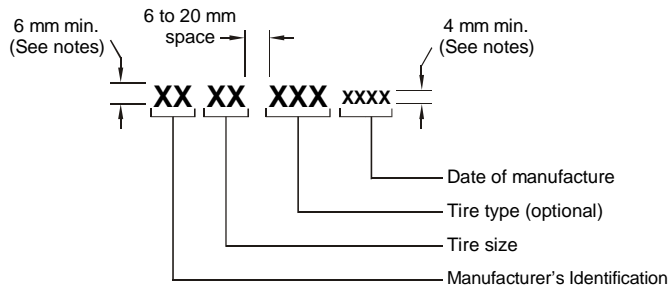 6 mm min.
(See notes)
6 to 20 mm
space
4 mm min.
(See notes)
XX XX XXX XXXX
Date of manufacture
Tire type (optional)
Tire size
Manufacturer's Identification